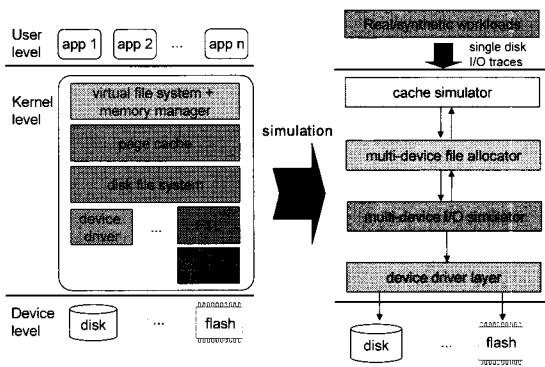 User level
app 1 app 2 ... app n
Kernel level
virtual file system + memory manager
page cache
disk file system
device driver
...
Device level
disk ... flash
simulation
Real/synthetic workloads
single disk I/O traces
cache simulator
multi-device file allocator
multi-device I/O simulator
device driver layer
disk ... flash